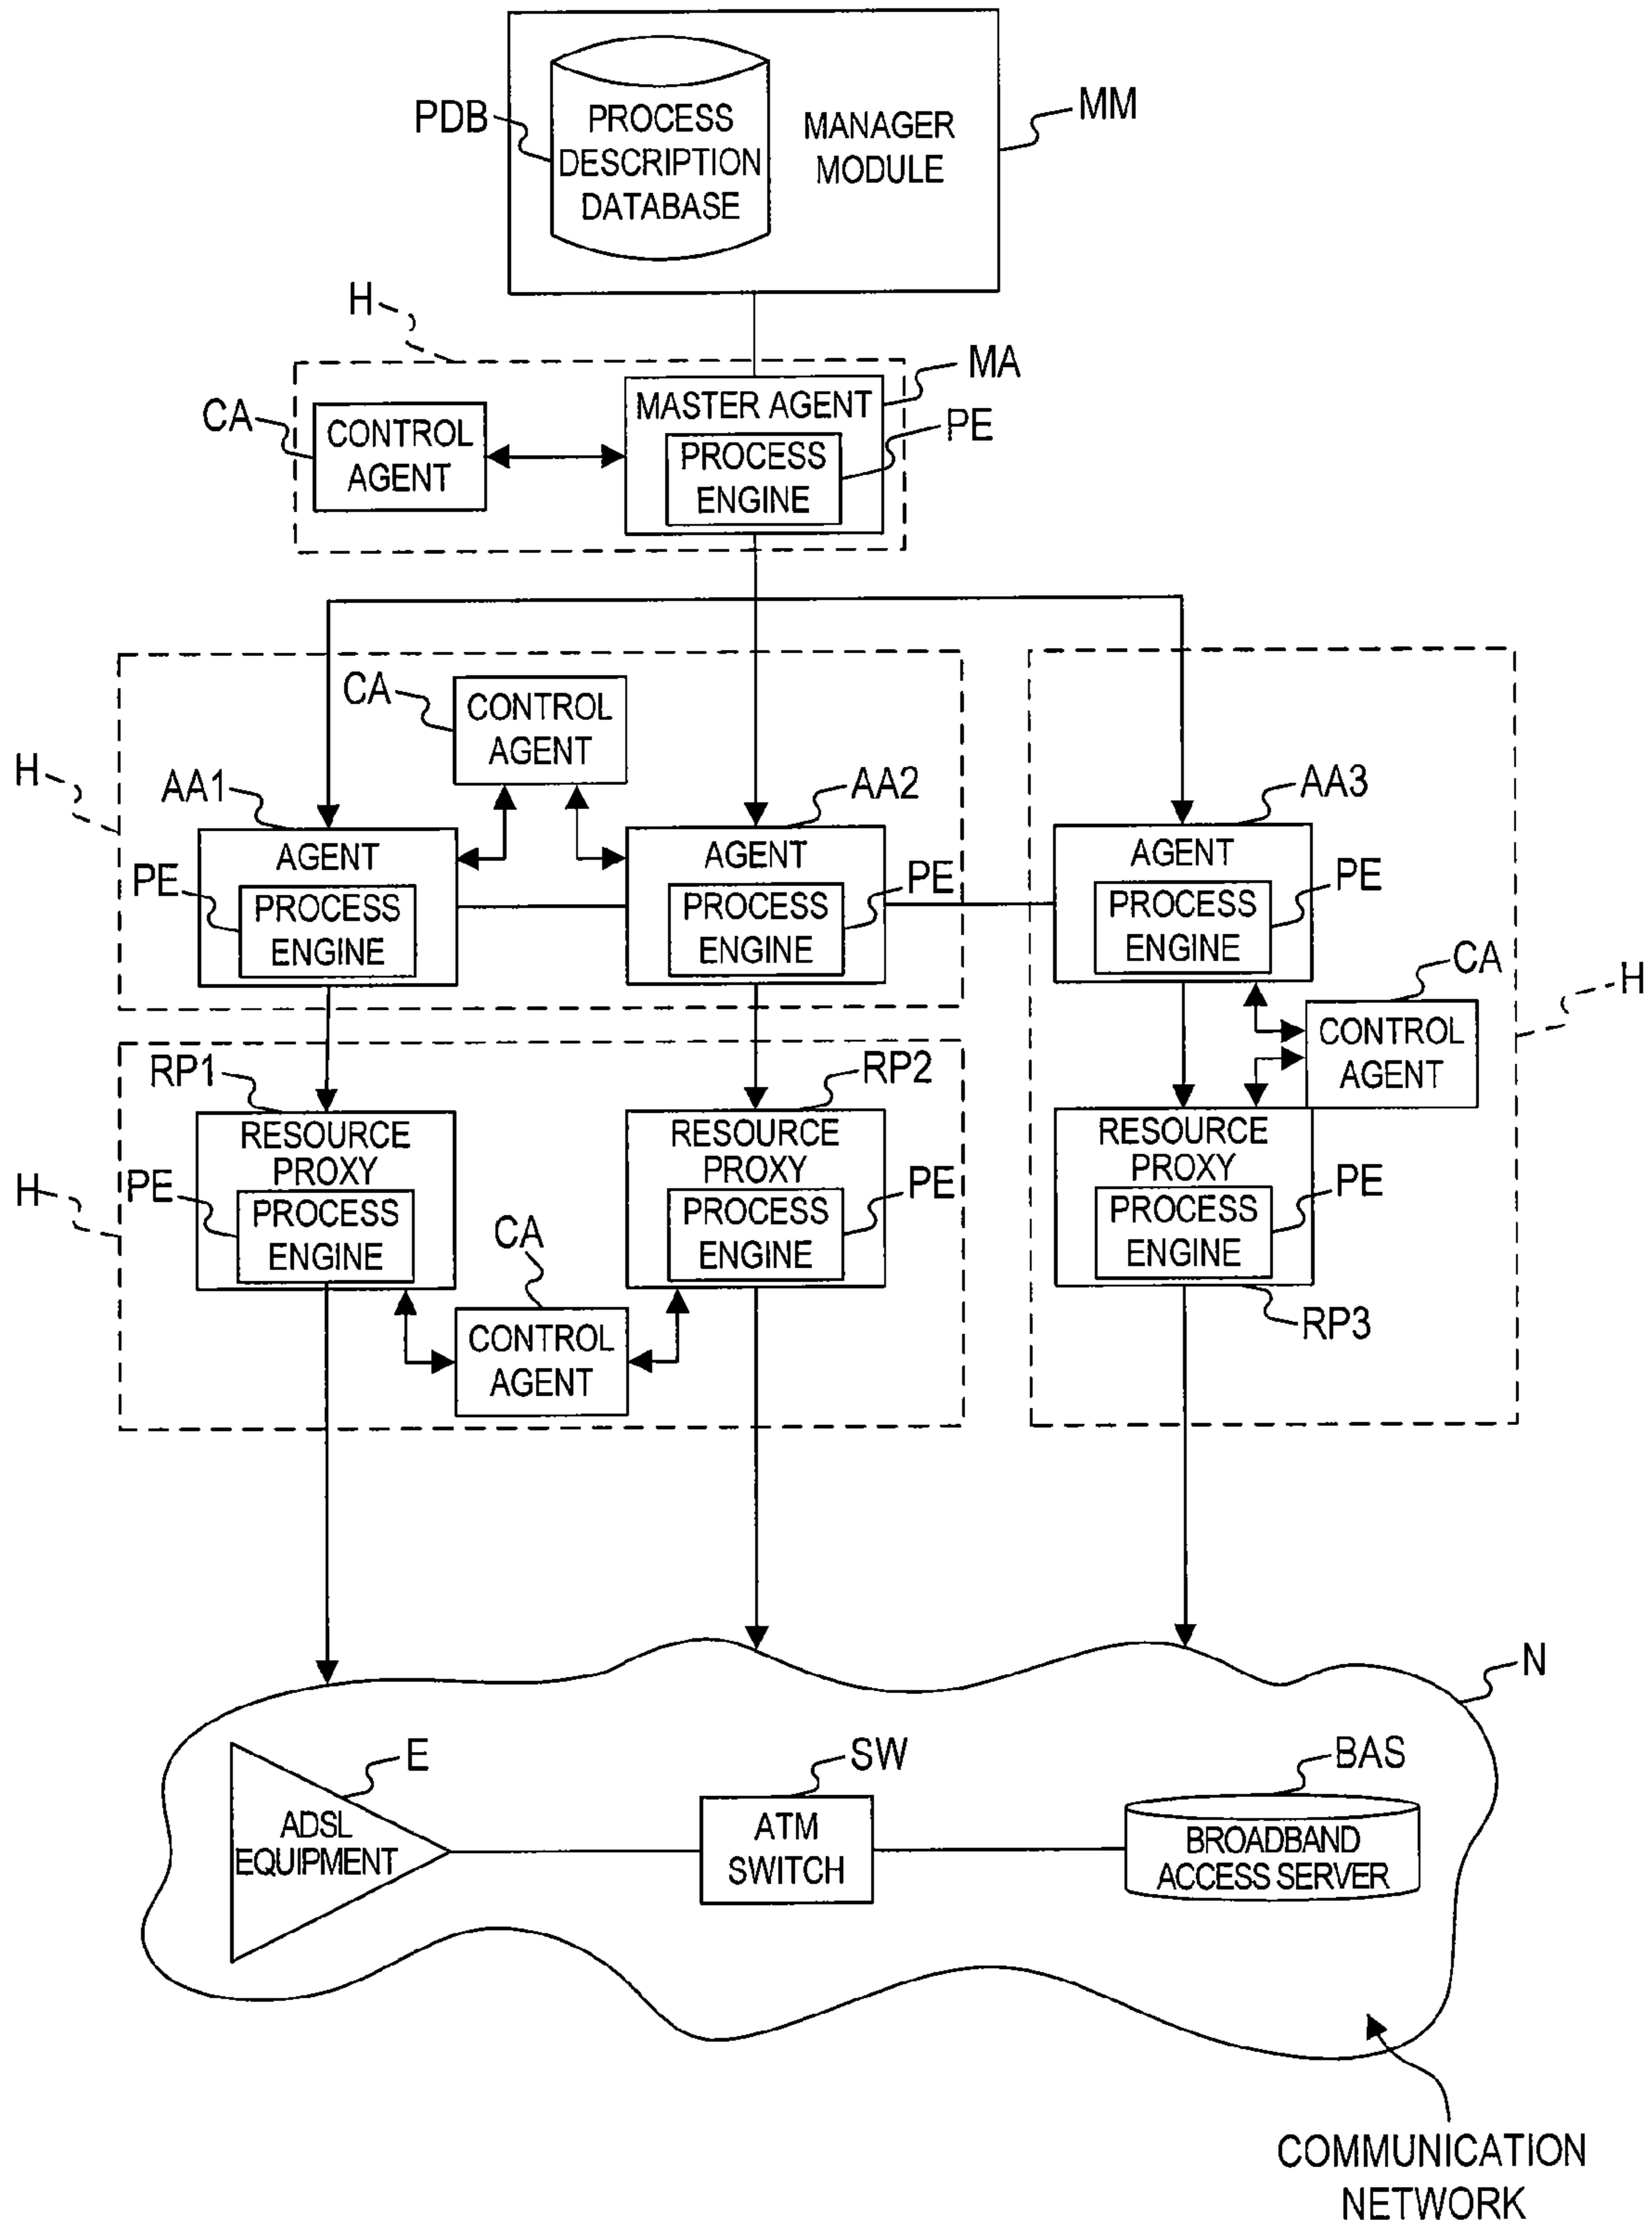 PDB
PROCESS
DESCRIPTION
DATABASE
MANAGER
MODULE
MM
H
MA
CA
CONTROL
AGENT
MASTER AGENT
PE
PROCESS
ENGINE
CA
CONTROL
AGENT
H
AA1
AA2
AA3
AGENT
PE
PROCESS
ENGINE
AGENT
PE
PROCESS
ENGINE
AGENT
PE
PROCESS
ENGINE
CA
CONTROL
AGENT
H
RP1
RP2
H
RESOURCE
PROXY
PE
PROCESS
ENGINE
RESOURCE
PROXY
PE
PROCESS
ENGINE
RESOURCE
PROXY
PE
PROCESS
ENGINE
RP3
CA
CONTROL
AGENT
N
E
ADSL
EQUIPMENT
SW
ATM
SWITCH
BAS
BROADBAND
ACCESS SERVER
COMMUNICATION
NETWORK